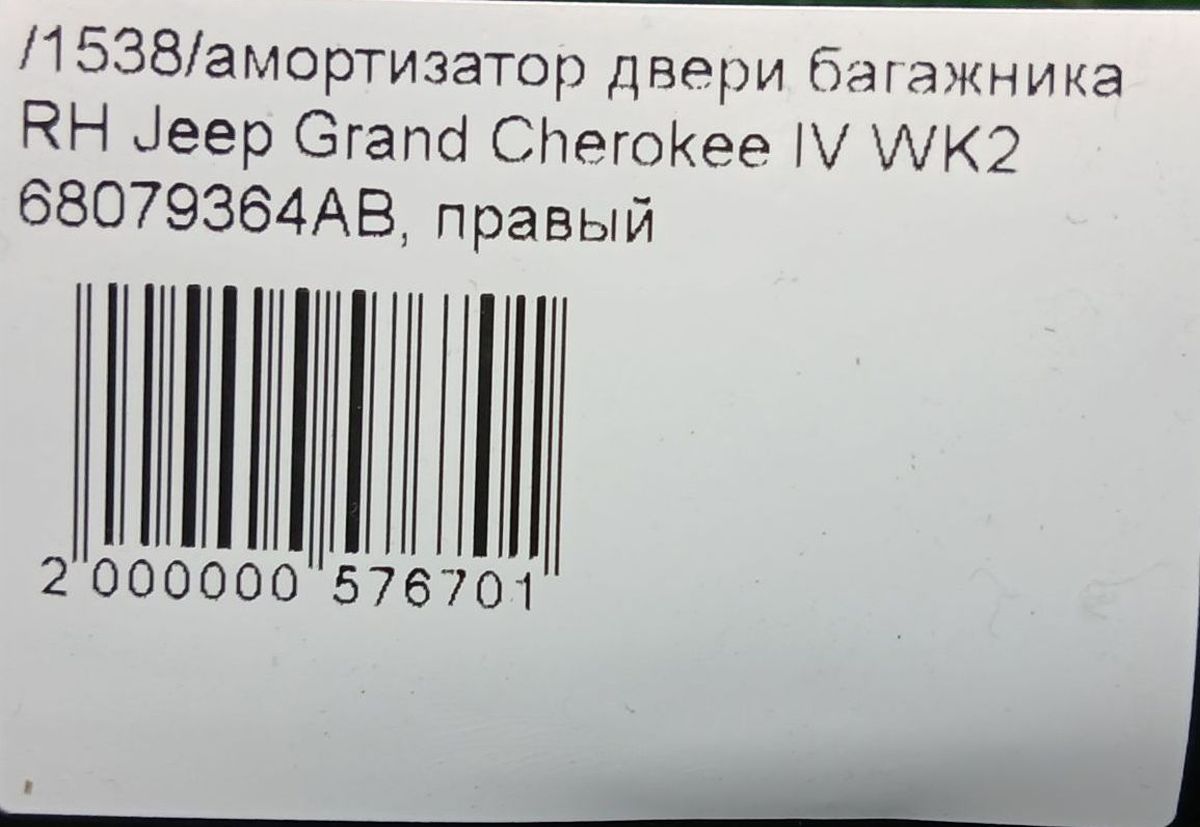 /1538/амортизатор двери багажника
RH Jeep Grand Cherokee IV WK2
68079364AB, правый
2 000000 576701